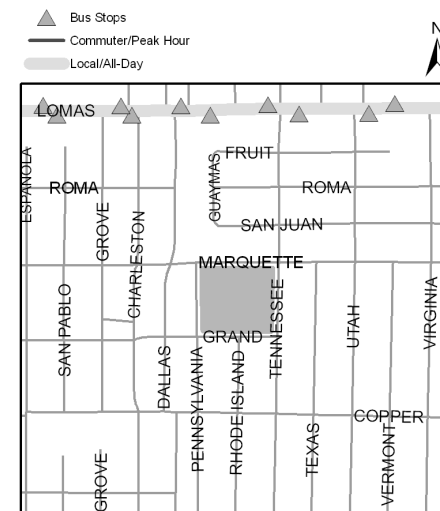 Bus Stops
Commuter/Peak Hour
N
Local/All-Day
LOMAS
FRUIT
ESPANOLA
GUAYMAS
ROMA
ROMA
GROVE
CHARLESTON
SAN JUAN
MARQUETTE
SAN PABLO
TENNESSEE
UTAH
VIRGINIA
GRAND
DALLAS
PENNSYLVANIA
RHODE ISLAND
COPPER
TEXAS
VERMONT
GROVE